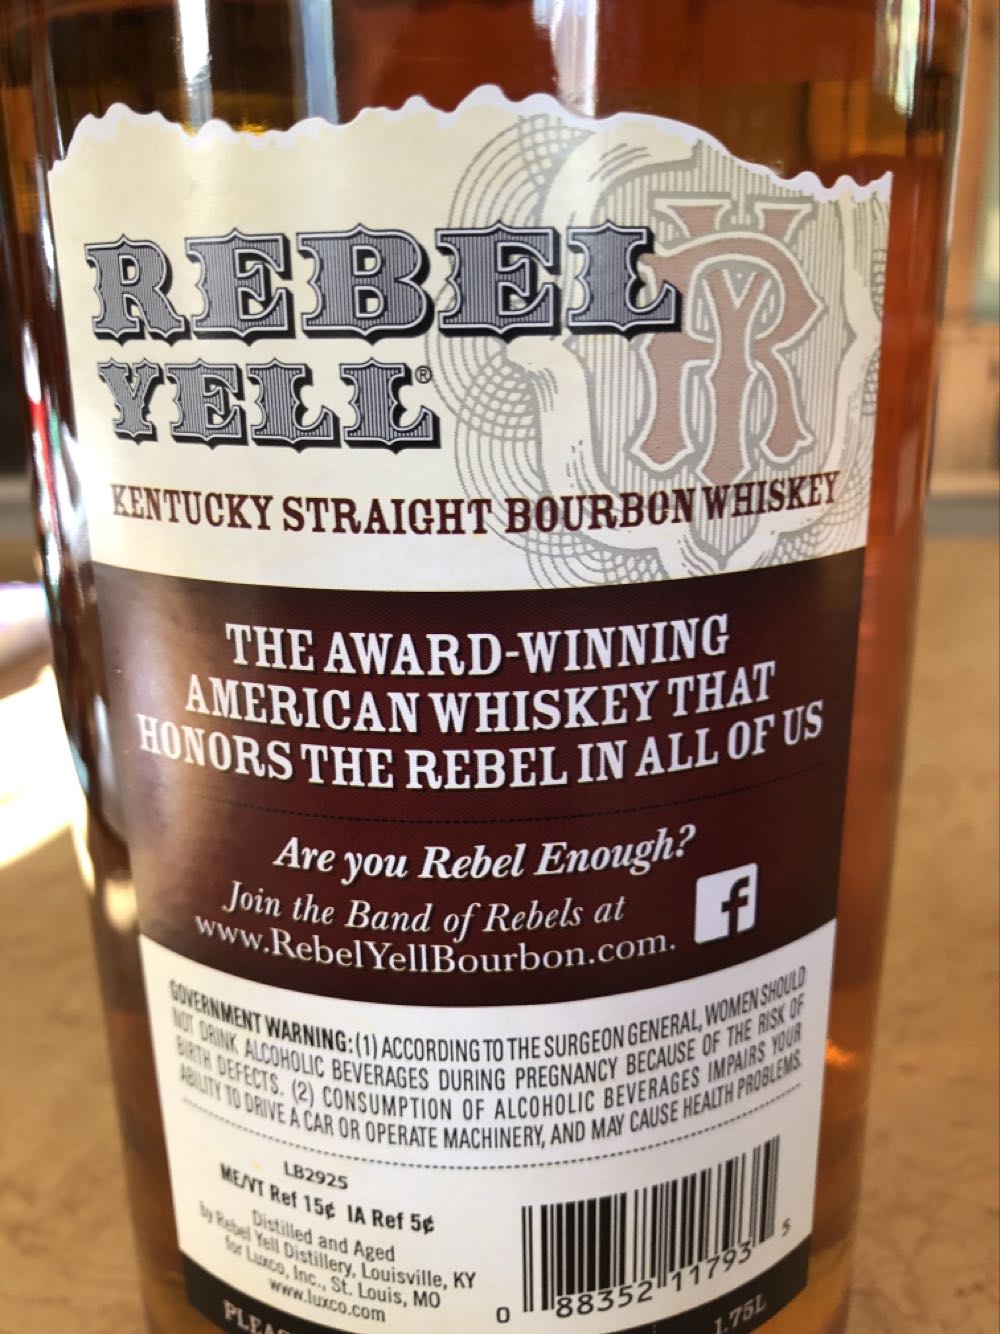 REBEL
YELL®
KENTUCKY STRAIGHT BOURBON WHISKEY
THE AWARD-WINNING
AMERICAN WHISKEY THAT
HONORS THE REBEL IN ALL OF US
Are you Rebel Enough?
Join the Band of Rebels at
www.RebelYellBourbon.com.
f
GOVERNMENT WARNING: (1) ACCORDING TO THE SURGEON GENERAL, WOMEN SHOULD
NOT DRINK ALCOHOLIC BEVERAGES DURING PREGNANCY BECAUSE OF THE RISK OF
BIRTH DEFECTS. (2) CONSUMPTION OF ALCOHOLIC BEVERAGES IMPAIRS YOUR
ABILITY TO DRIVE A CAR OR OPERATE MACHINERY, AND MAY CAUSE HEALTH PROBLEMS.
LB2925
ME/VT Ref 15¢ IA Ref 5¢
Distilled and Aged
by Rebel Yell Distillery, Louisville, KY
for Luxco, Inc., St. Louis, MO
www.luxco.com
0 88352 11793 5
1.75L